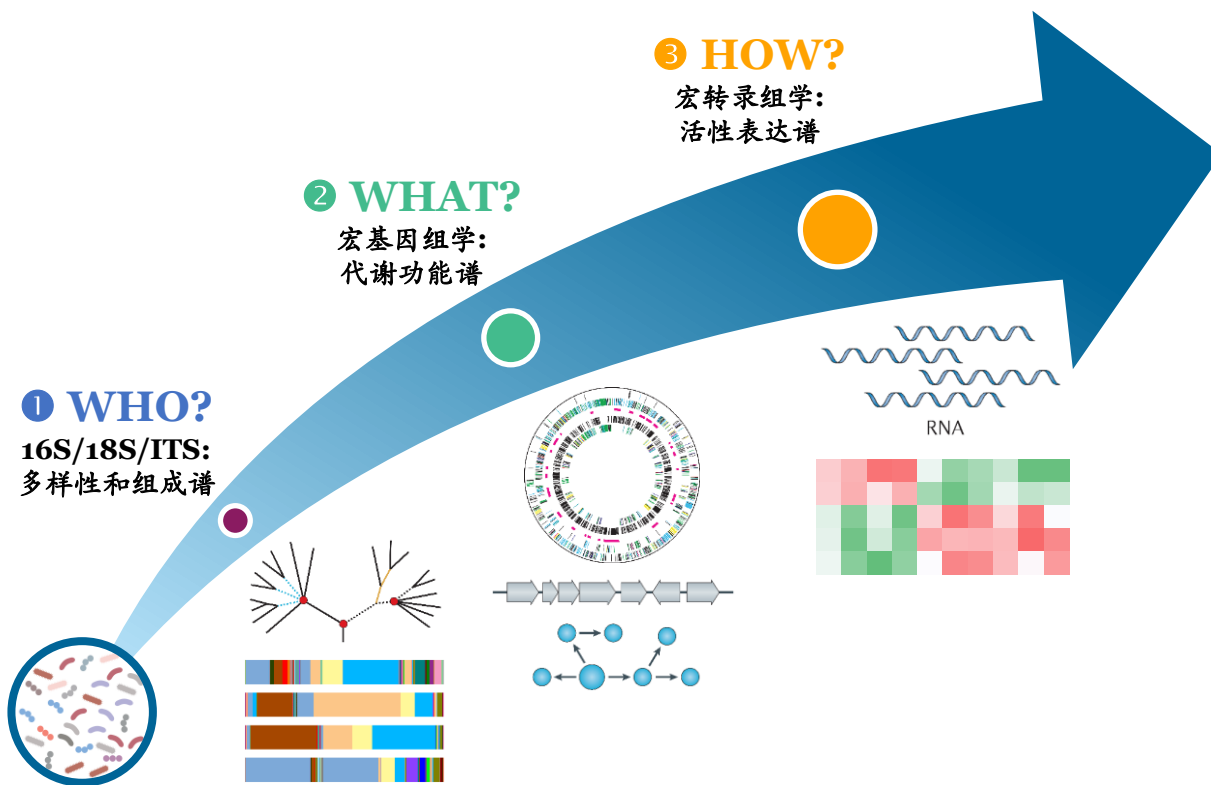 ❶ WHO?
16S/18S/ITS:
多样性和组成谱
❷ WHAT?
宏基因组学:
代谢功能谱
❸ HOW?
宏转录组学:
活性表达谱
RNA